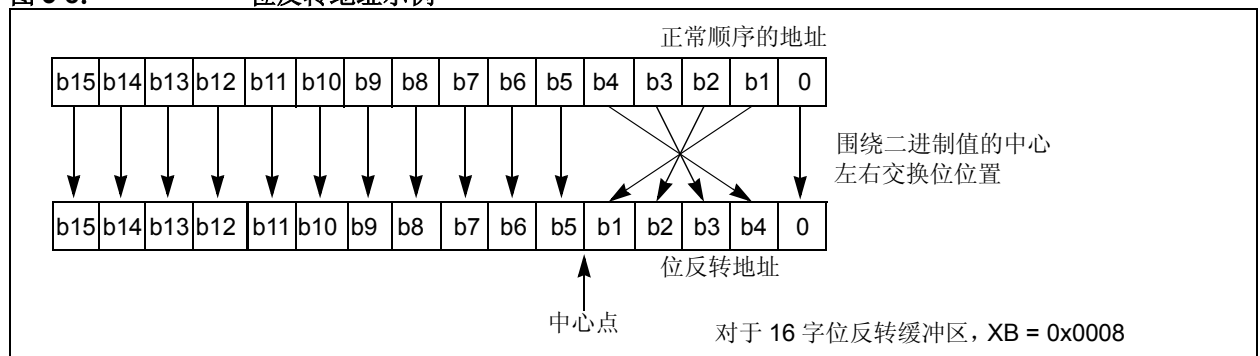 正常顺序的地址
b15 b14 b13 b12 b11 b10 b9 b8 b7 b6 b5 b4 b3 b2 b1 0
围绕二进制值的中心
左右交换位位置
b15 b14 b13 b12 b11 b10 b9 b8 b7 b6 b5 b1 b2 b3 b4 0
位反转地址
中心点
对于 16 字位反转缓冲区，XB = 0x0008